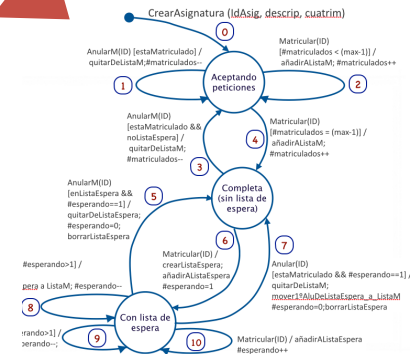 CrearAsignatura (IdAsig, descrip, cuatrim)
0
AnularM(ID) [estaMatriculado] /
quitarDeListaM;#matriculados--
Matricular(ID)
[#matriculados < (max-1)] /
añadirAListaM; #matriculados++
Aceptando
peticiones
1
2
AnularM(ID)
[estaMatriculado &&
noListaEspera] /
quitarDeListaM;
#matriculados--
Matricular(ID)
[#matriculados = (max-1)] /
añadirALIstaM;
#matriculados++
4
3
AnularM(ID)
[enListaEspera &&
#esperando==1] /
quitarDeListaEspera;
#esperando=0;
borrarListaEspera
5
Completa
(sin lista de
espera)
6
7
Matricular(ID) /
crearListaEspera;
añadirAListaEspera
#esperando=1
Anular(ID)
[estaMatriculado && #esperando==1] /
quitarDeListaM;
mover1ºAluDeListaEspera_a_ListaM
#esperando=0;borrarListaEspera
#esperando>1] /
a ListaM; #esperando--
8
Con lista de
espera
9
10
--;
Matricular(ID) / añadirAListaEspera
#esperando++